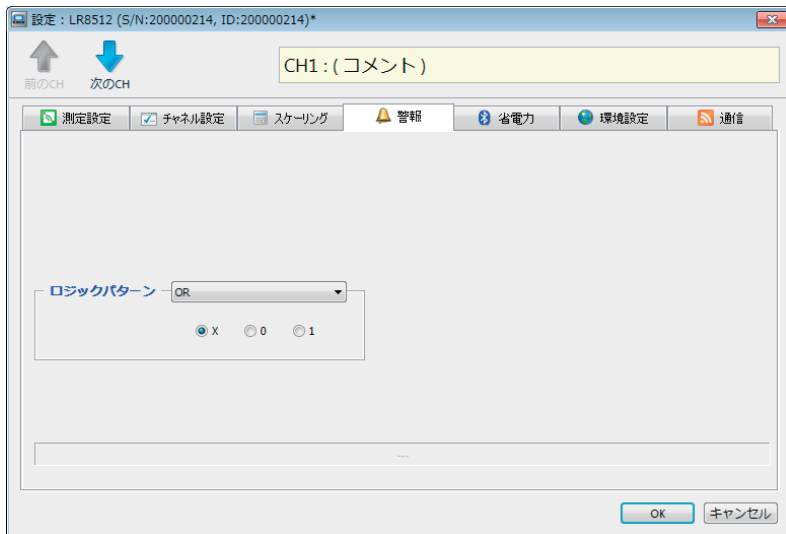 設定 : LR8512 (S/N:200000214, ID:200000214)*
前のCH 次のCH
CH1 : ( コメント )
測定設定 チャネル設定 スケーリング 警報 省電力 環境設定 通信
ロジックパターン OR
X 0 1
---
OK キャンセル